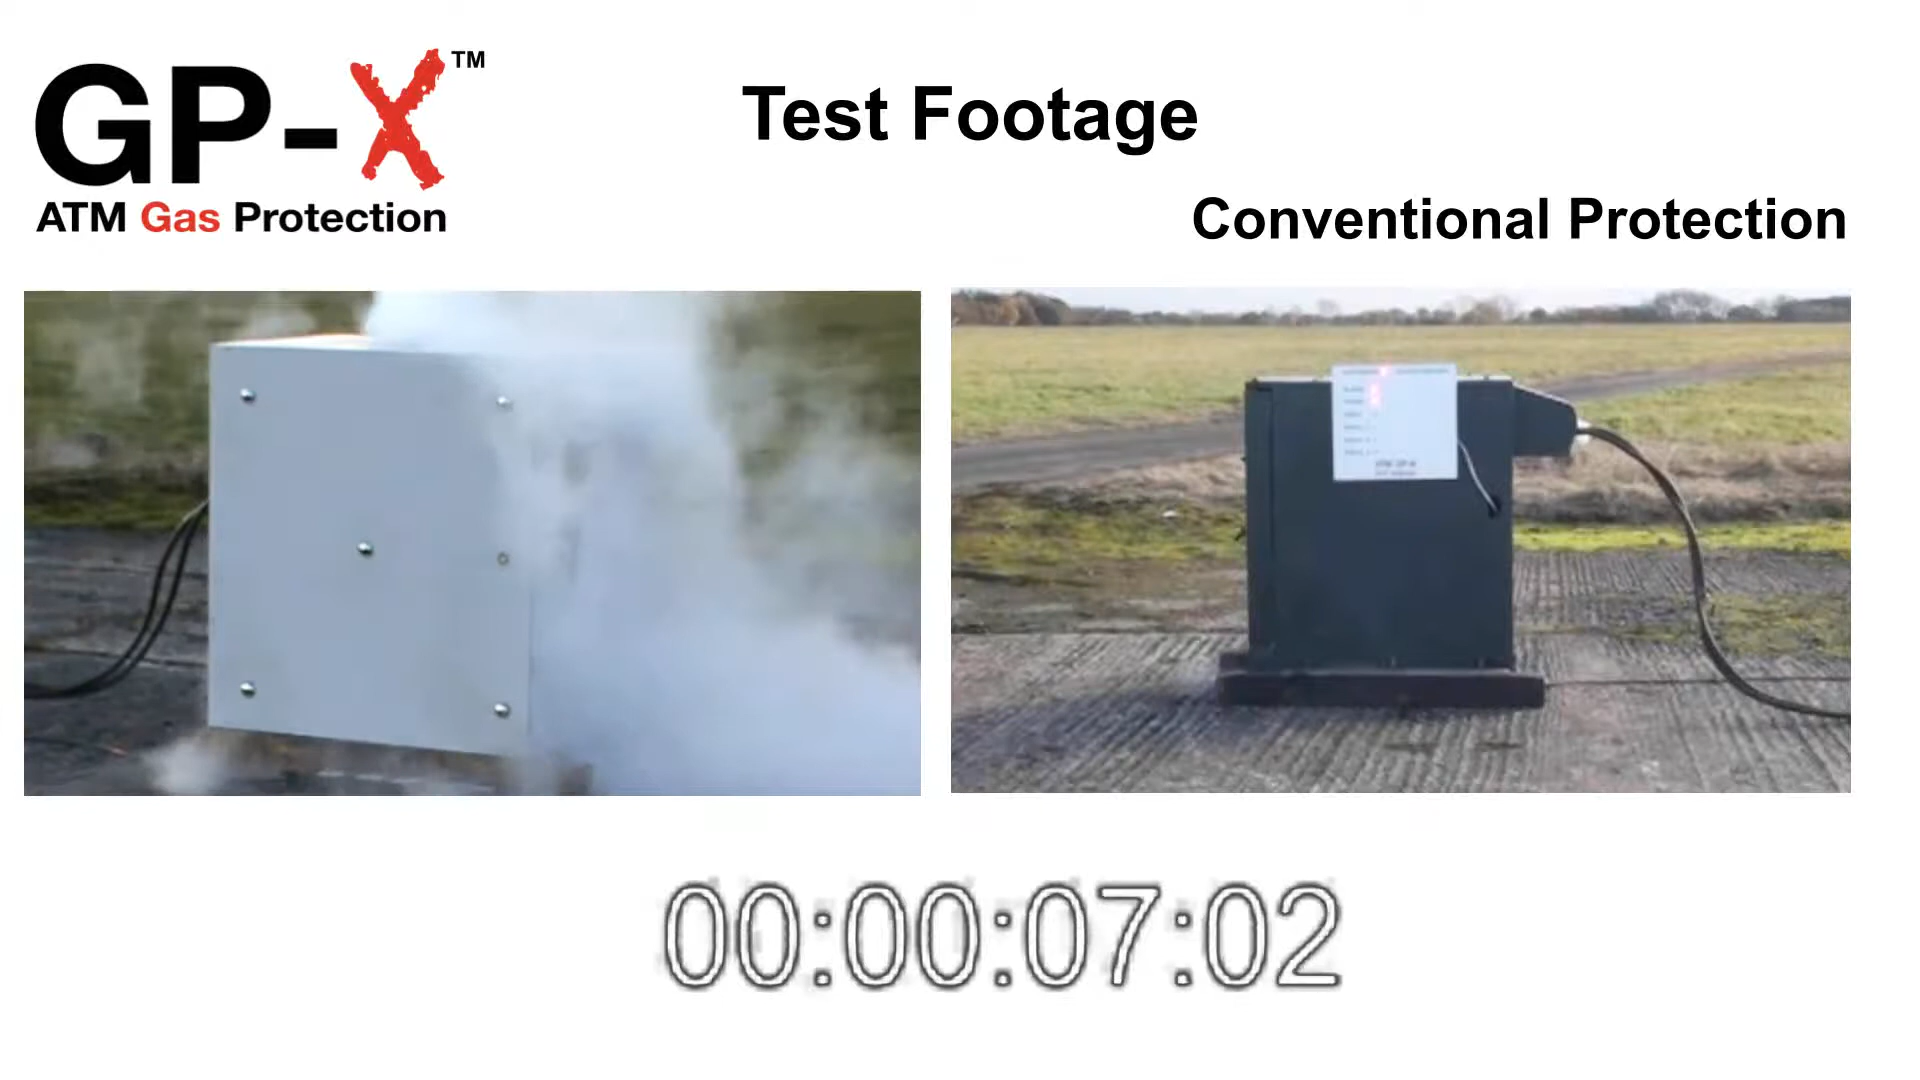 GP-X™
ATM Gas Protection
Test Footage
Conventional Protection
00:00:07:02